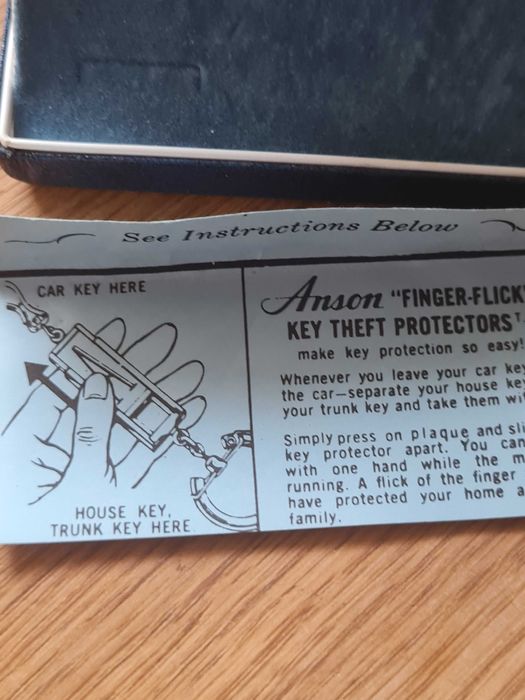 See Instructions Below
CAR KEY HERE
HOUSE KEY,
TRUNK KEY HERE
Anson "FINGER-FLICK
KEY THEFT PROTECTORS
make key protection so easy!
Whenever you leave your car key
the car—separate your house
your trunk key and take them
Simply press on plaque and
key protector apart. You can
with one hand while the
running. A flick of the finger
have protected your home
family.